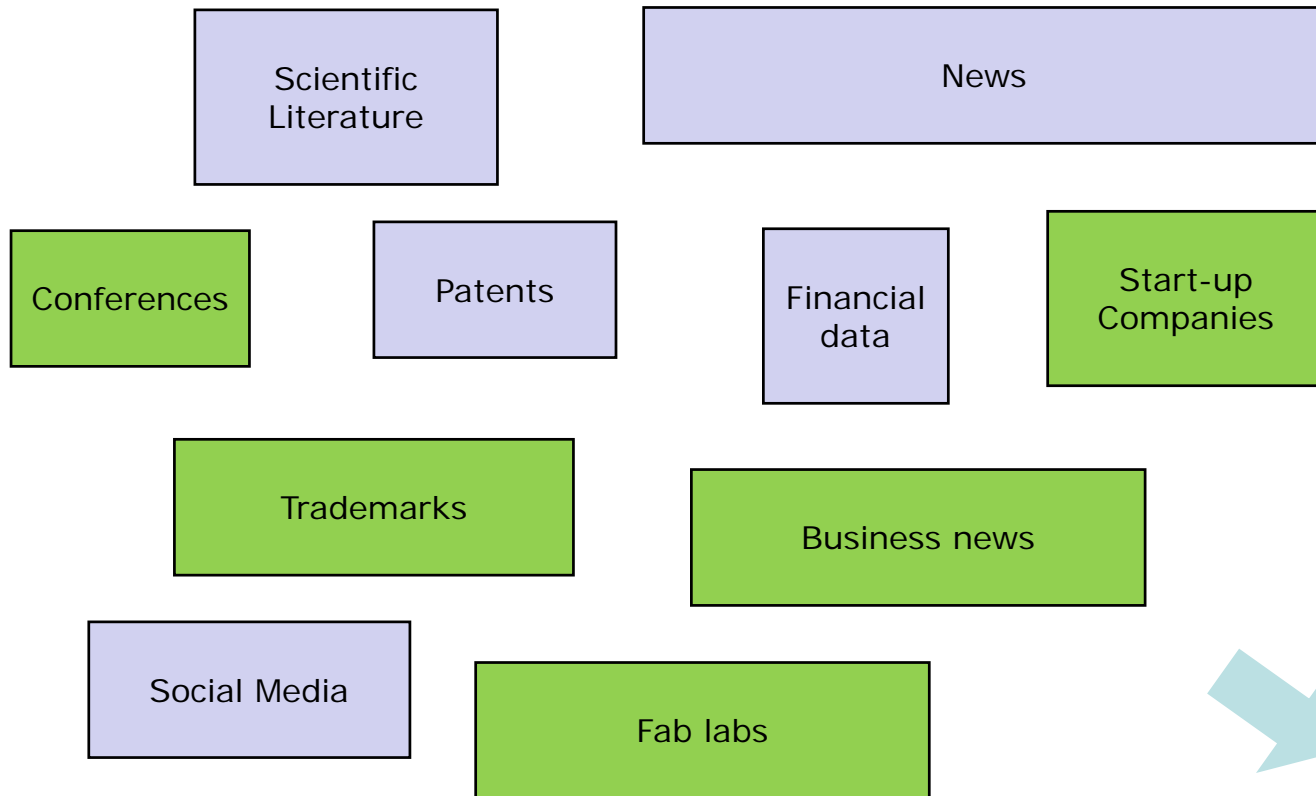 Scientific
Literature
News
Conferences
Patents
Financial
data
Start-up
Companies
Trademarks
Business news
Social Media
Fab labs